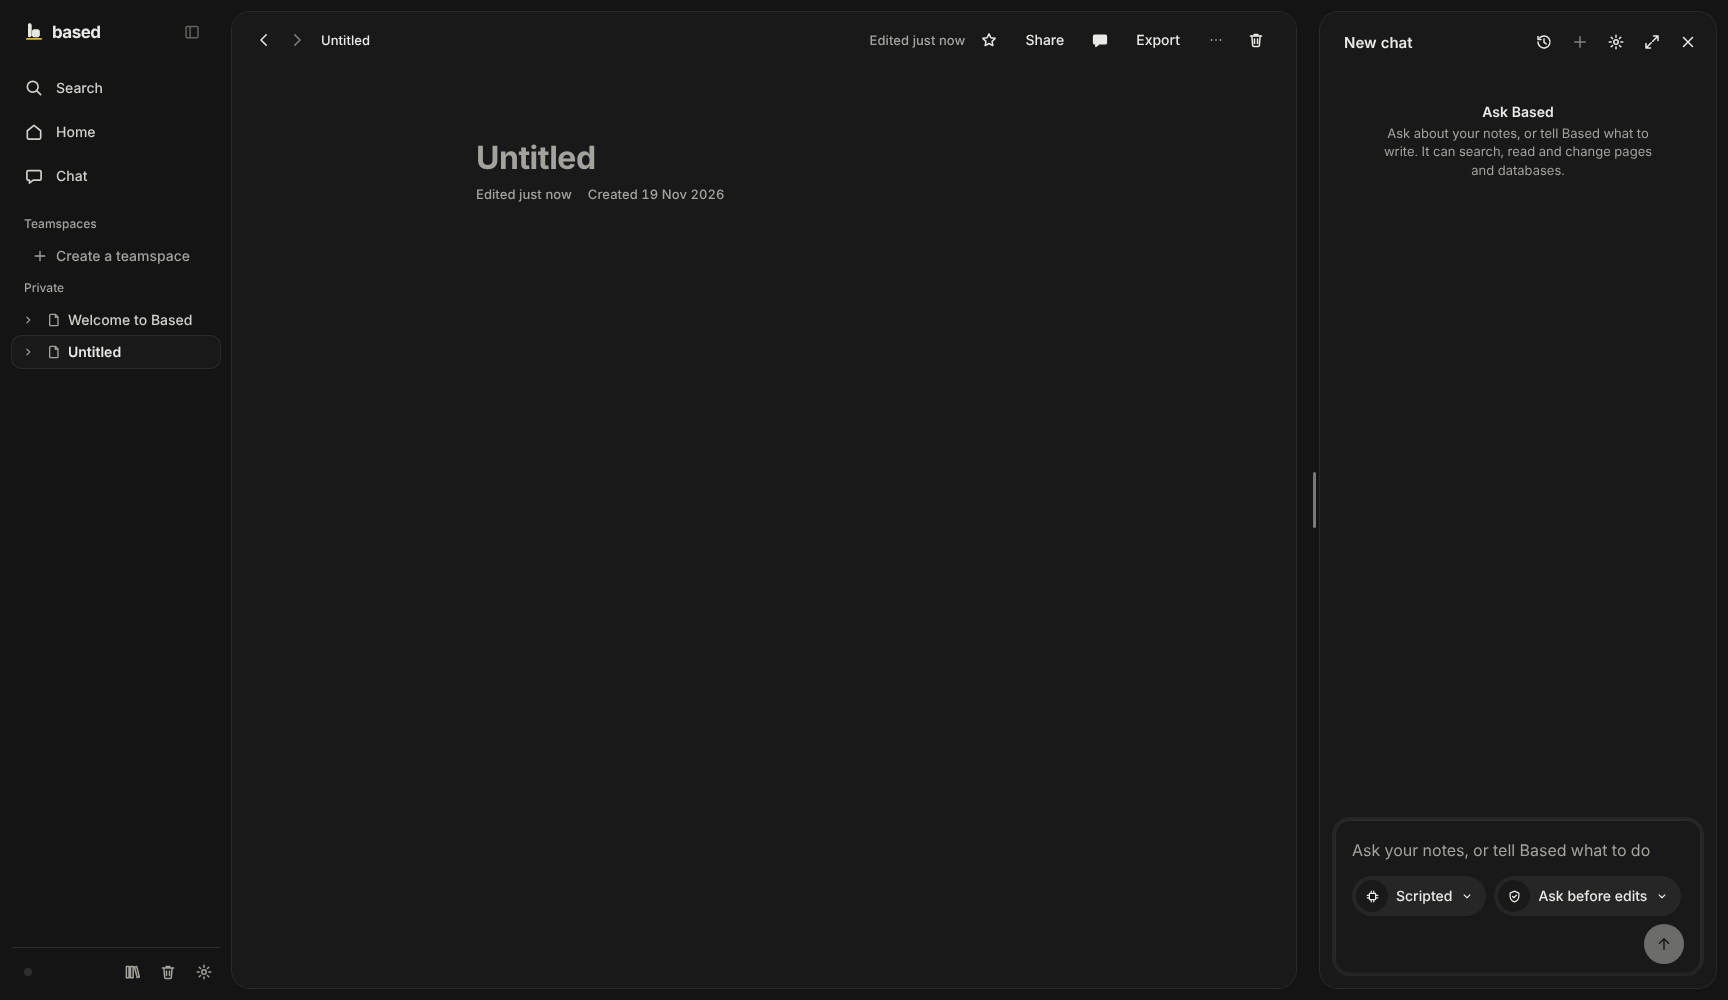 based
Search
Home
Chat
Teamspaces
Create a teamspace
Private
Welcome to Based
Untitled
Untitled
Edited just now
Share
Export
Untitled
Edited just now Created 19 Nov 2026
New chat
Ask Based
Ask about your notes, or tell Based what to
write. It can search, read and change pages
and databases.
Ask your notes, or tell Based what to do
Scripted
Ask before edits